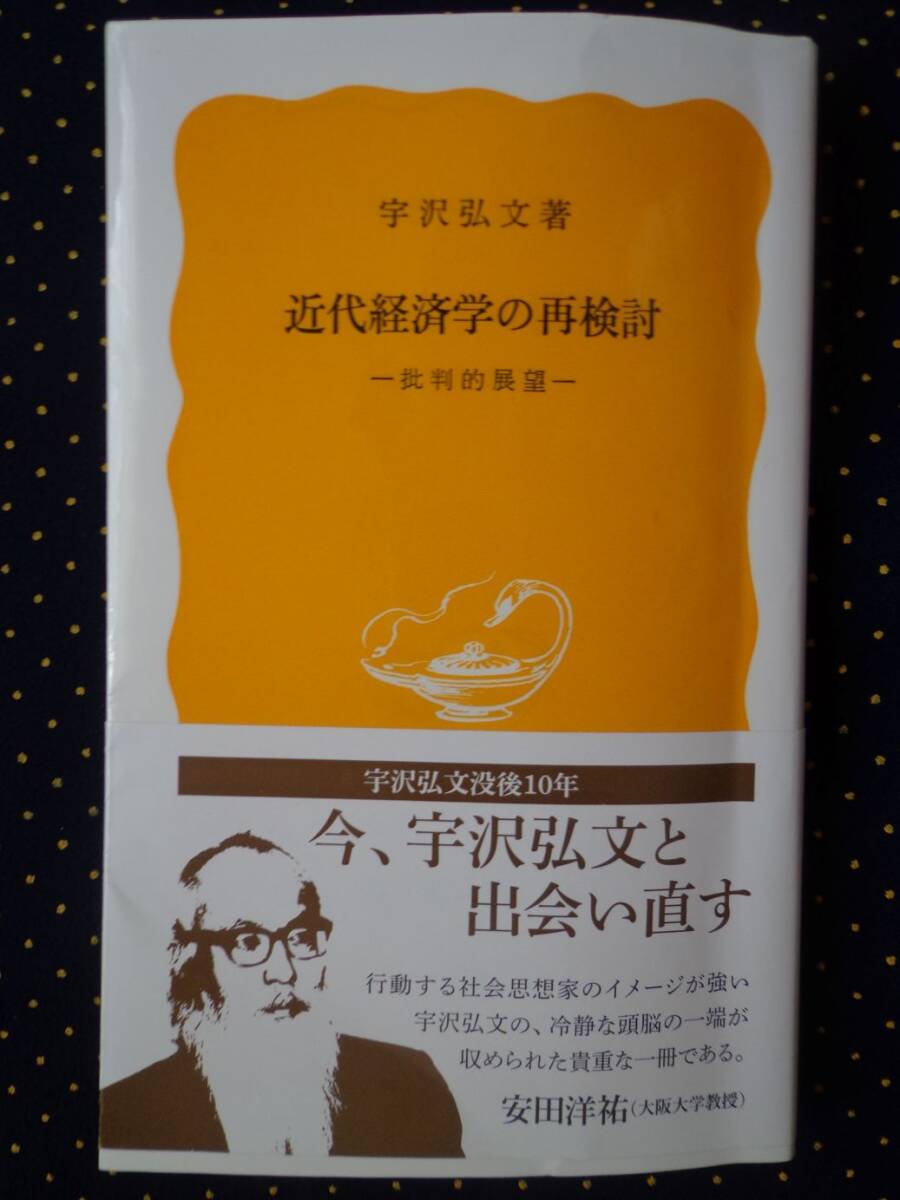 宇沢弘文著
近代経済学の再検討
―批判的展望―
宇沢弘文没後10年
今、宇沢弘文と
出会い直す
行動する社会思想家のイメージが強い
宇沢弘文の、冷静な頭脳の一端が
収められた貴重な一冊である。
安田洋祐(大阪大学教授)